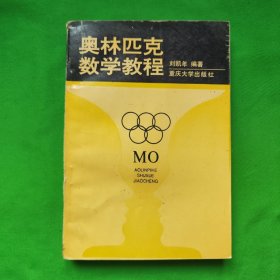 奥林匹克
数学教程
刘凯年 编著
重庆大学出版社
MO
AOLINPIKE
SHUXUE
JIAOCHENG